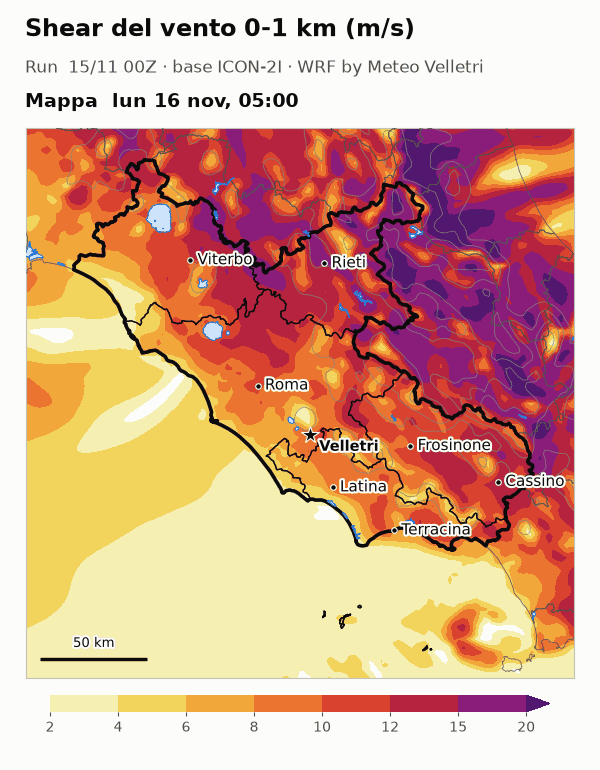 Shear del vento 0-1 km (m/s)
Run  15/11 00Z · base ICON-2I · WRF by Meteo Velletri
Mappa  lun 16 nov, 05:00
Viterbo
Rieti
Roma
Velletri
Frosinone
Latina
Cassino
Terracina
50 km
2 4 6 8 10 12 15 20